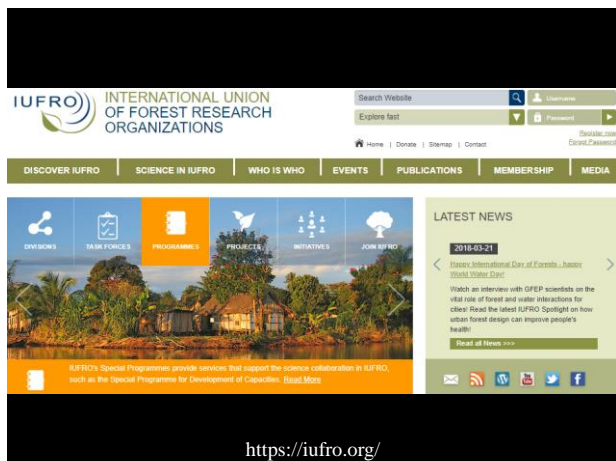 IUFRO
INTERNATIONAL UNION
OF FOREST RESEARCH
ORGANIZATIONS
Search Website
Username
Explore fast
Password
Home | Donate | Sitemap | Contact
Register now
Forgot Password
DISCOVER IUFRO
SCIENCE IN IUFRO
WHO IS WHO
EVENTS
PUBLICATIONS
MEMBERSHIP
MEDIA
DIVISIONS
TASK FORCES
PROGRAMMES
PROJECTS
INITIATIVES
JOIN IUFRO
IUFRO's Special Programmes provide services that support the science collaboration in IUFRO,
such as the Special Programme for Development of Capacities. Read More
LATEST NEWS
2018-03-21
Happy International Day of Forests - happy
World Water Day!
Watch an interview with GFEP scientists on the
vital role of forest and water interactions for
cities! Read the latest IUFRO Spotlight on how
urban forest design can improve people's
health!
Read all News >>>
You
Tube
https://iufro.org/